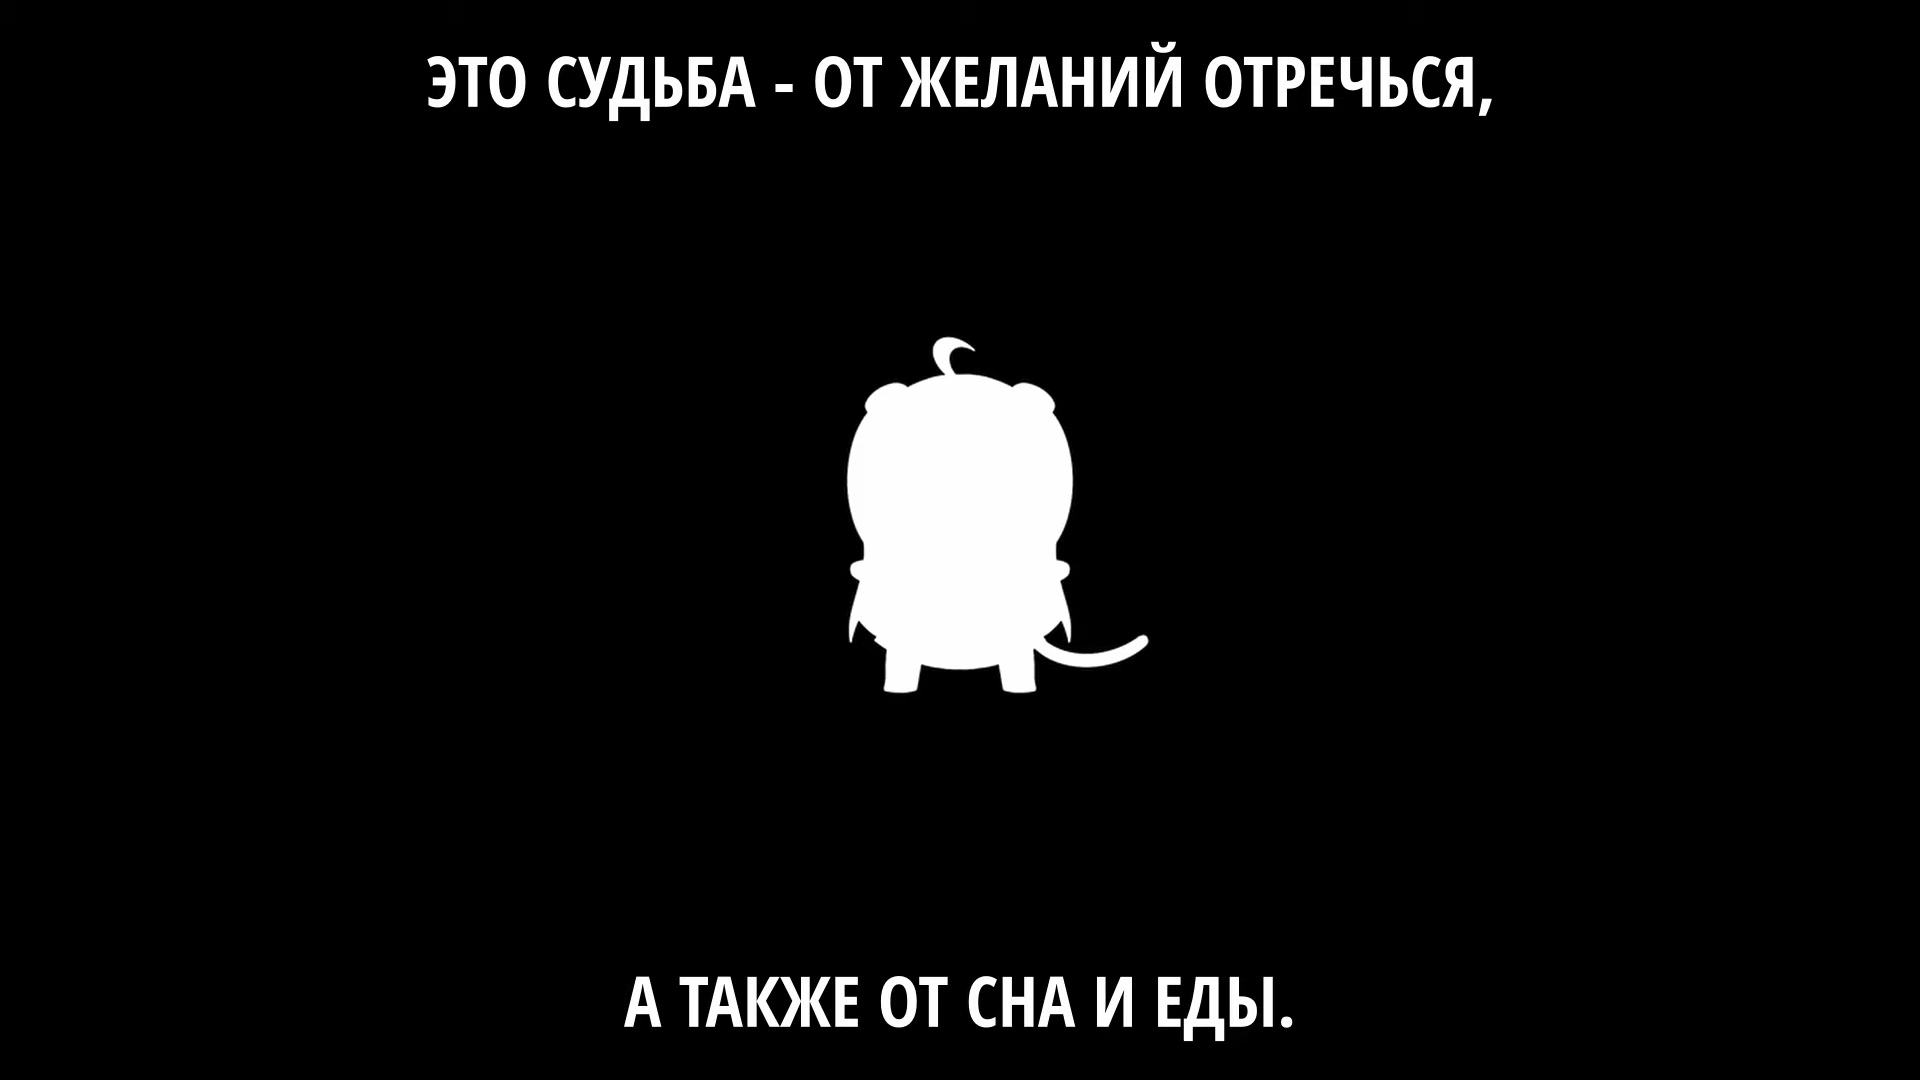 ЭТО СУДЬБА - ОТ ЖЕЛАНИЙ ОТРЕЧЬСЯ,
А ТАКЖЕ ОТ СНА И ЕДЫ.